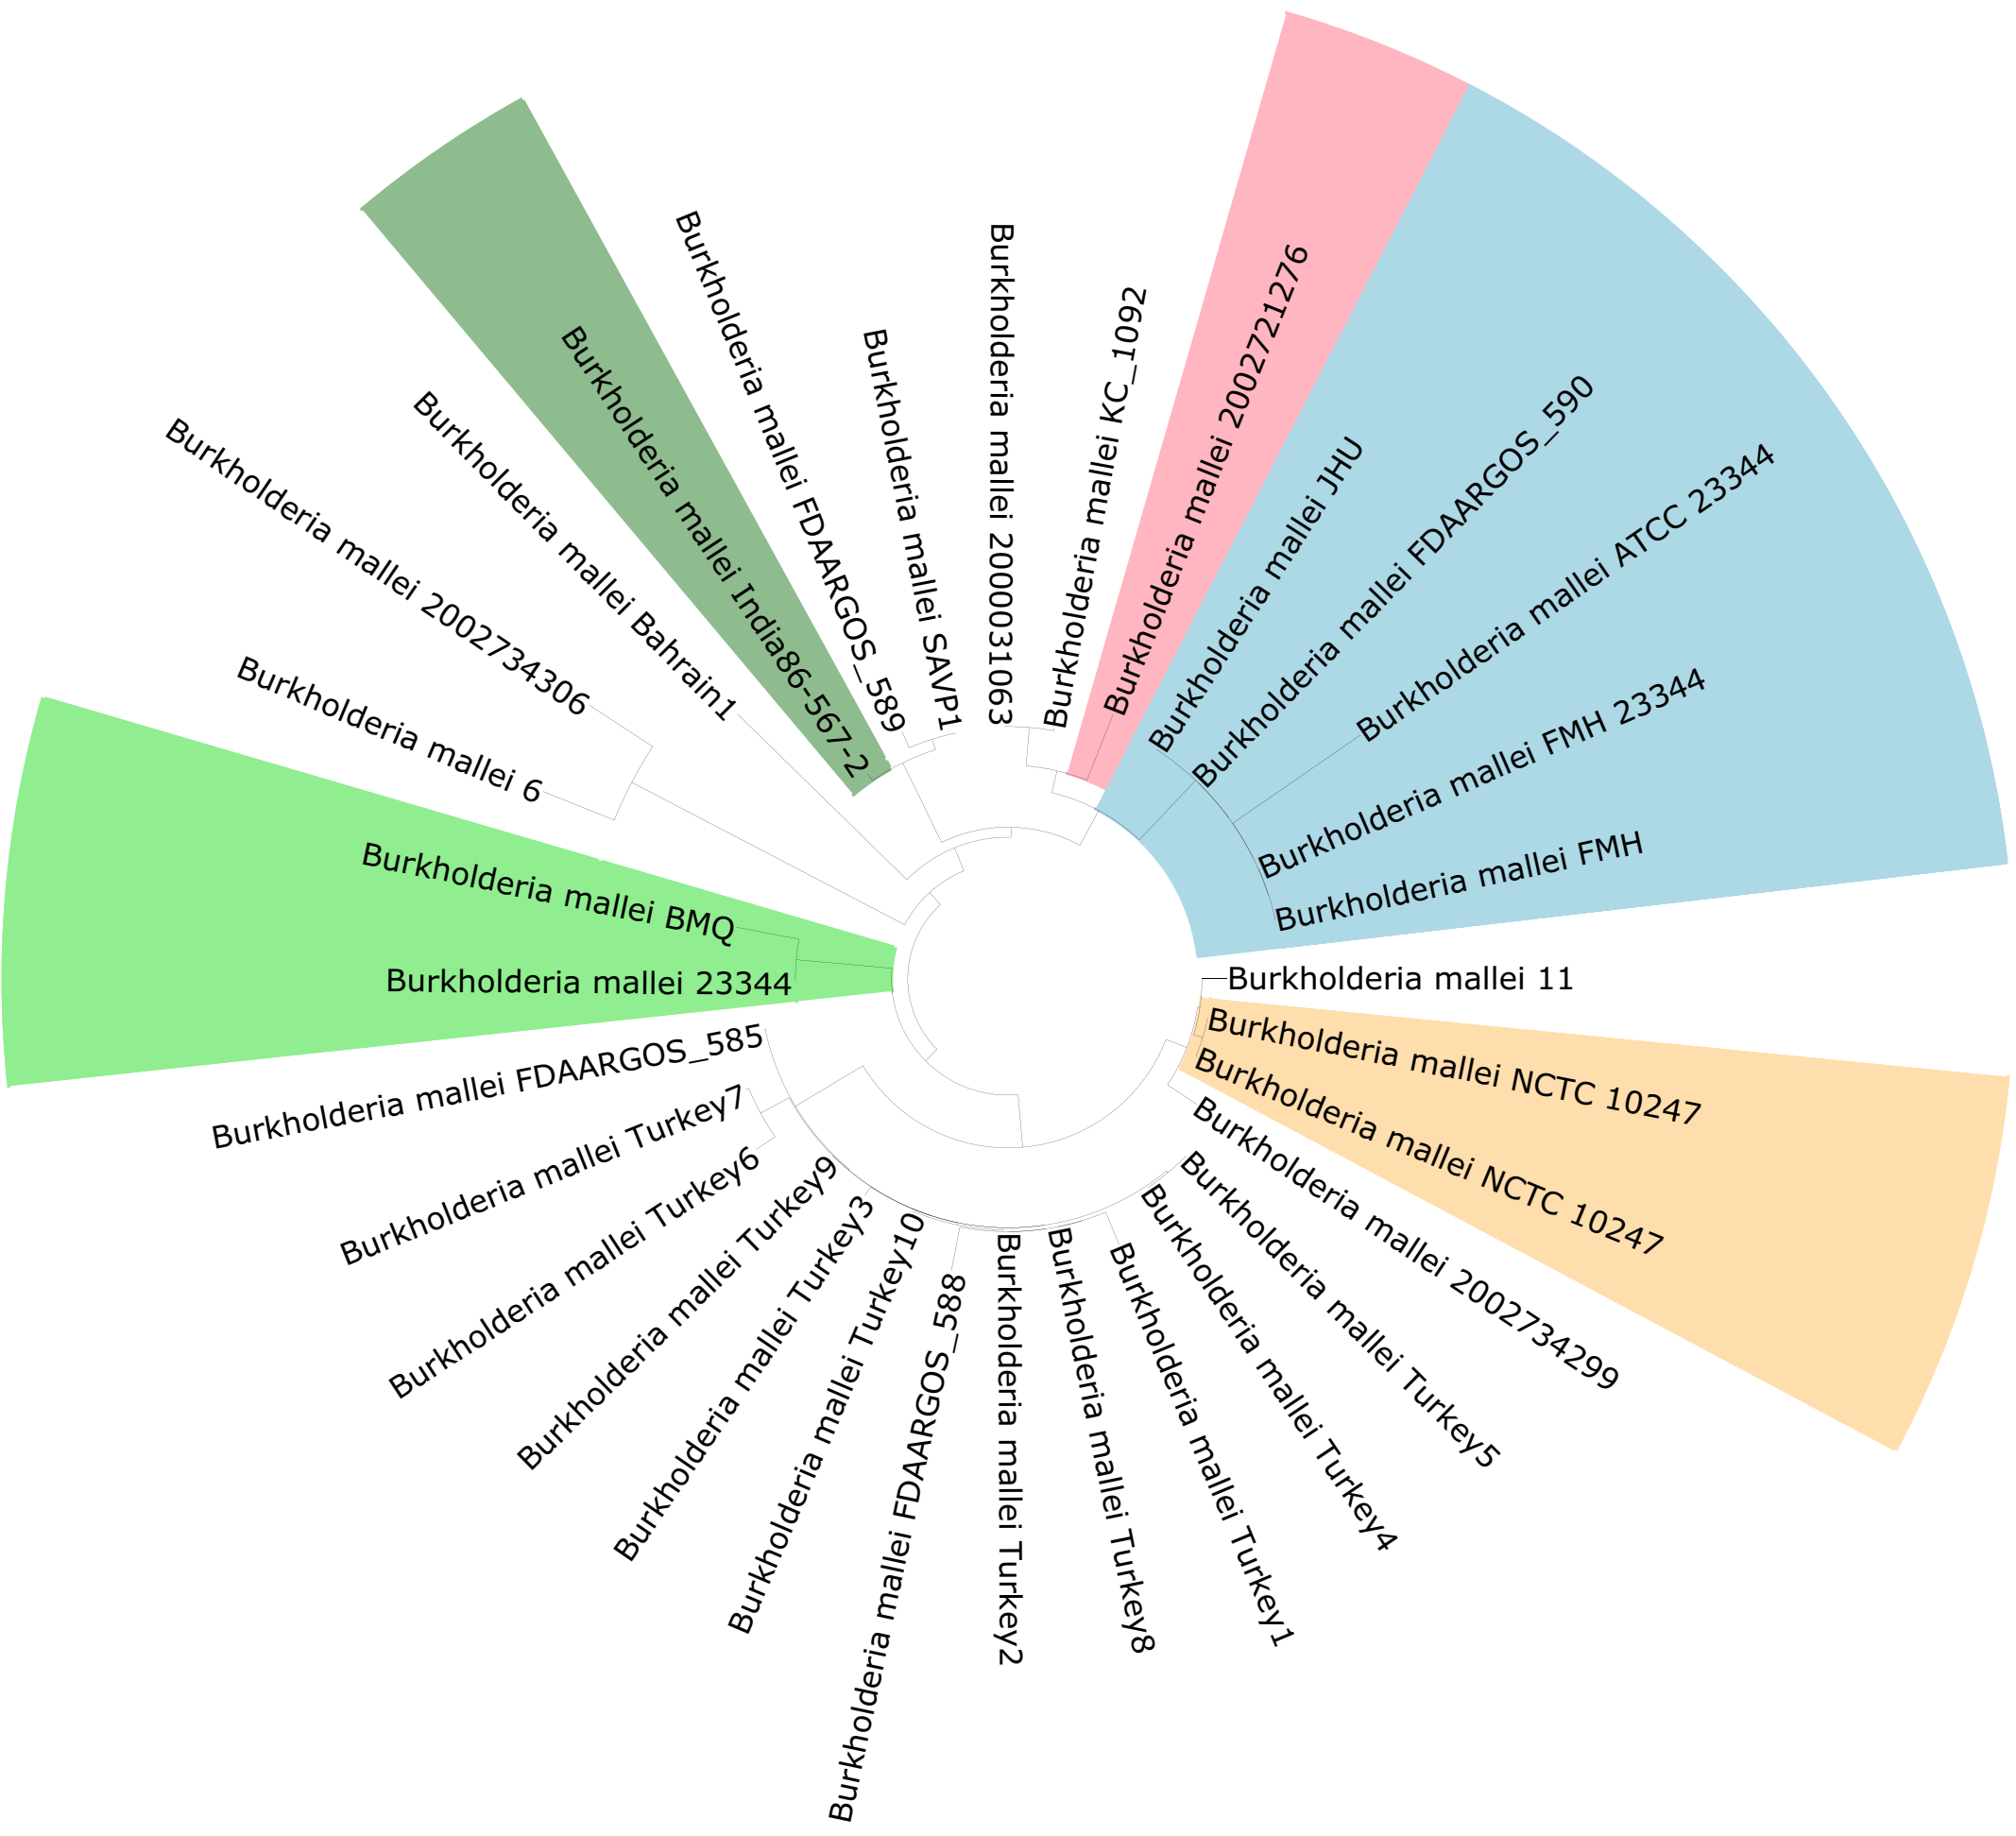 Burkholderia mallei 2002721276
Burkholderia mallei JHU
Burkholderia mallei FDAARGOS_590
Burkholderia mallei ATCC 23344
Burkholderia mallei FMH 23344
Burkholderia mallei FMH
Burkholderia mallei 11
Burkholderia mallei NCTC 10247
Burkholderia mallei NCTC 10247
Burkholderia mallei 2002734299
Burkholderia mallei Turkey5
Burkholderia mallei Turkey4
Burkholderia mallei Turkey1
Burkholderia mallei Turkey8
Burkholderia mallei Turkey2
Burkholderia mallei FDAARGOS_588
Burkholderia mallei Turkey10
Burkholderia mallei Turkey3
Burkholderia mallei Turkey9
Burkholderia mallei Turkey6
Burkholderia mallei Turkey7
Burkholderia mallei FDAARGOS_585
Burkholderia mallei 23344
Burkholderia mallei BMQ
Burkholderia mallei 6
Burkholderia mallei 2002734306
Burkholderia mallei Bahrain1
Burkholderia mallei India86-567-2
Burkholderia mallei FDAARGOS_589
Burkholderia mallei SAVP1
Burkholderia mallei 2000031063
Burkholderia mallei KC_1092